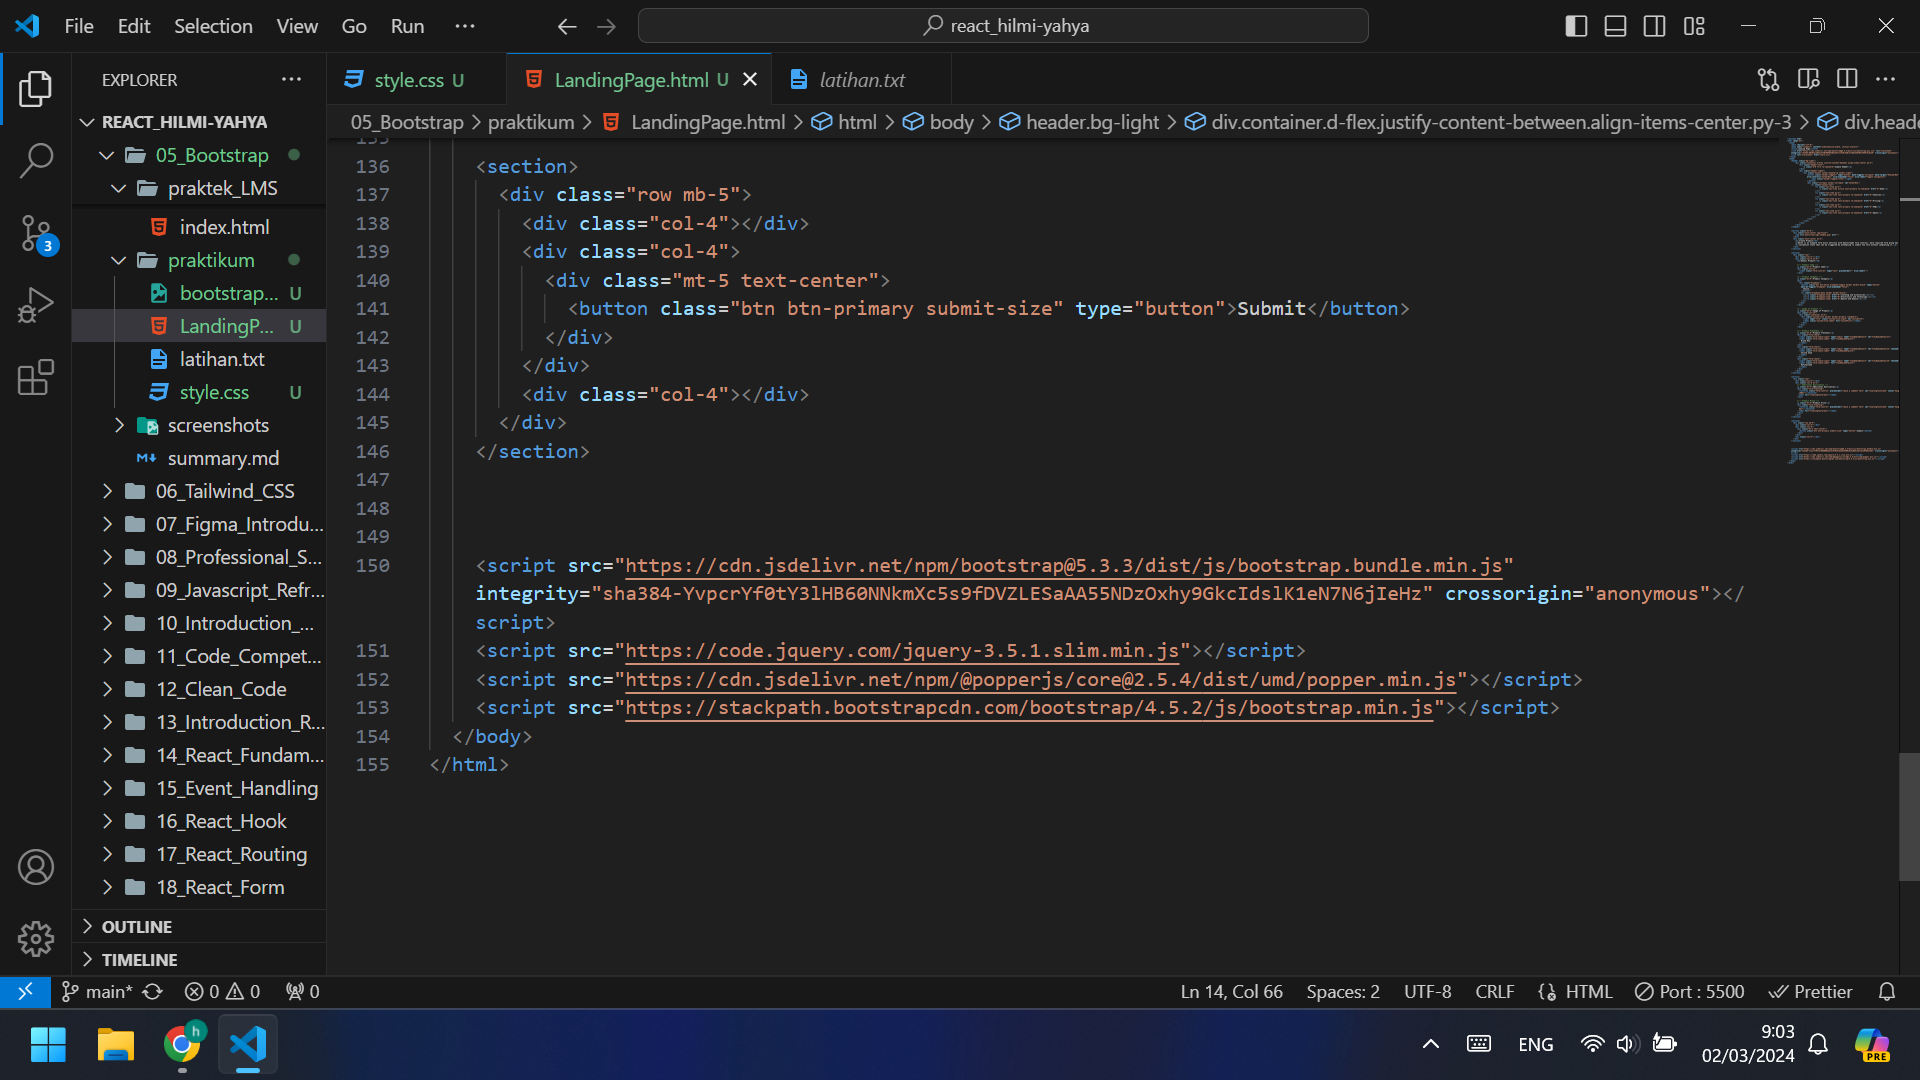 File Edit Selection View Go Run ···
react_hilmi-yahya
EXPLORER
REACT_HILMI-YAHYA
05_Bootstrap
praktek_LMS
index.html
praktikum
bootstrap... U
LandingP... U
latihan.txt
style.css U
screenshots
summary.md
06_Tailwind_CSS
07_Figma_Introdu...
08_Professional_S...
09_Javascript_Refr...
10_Introduction_...
11_Code_Compet...
12_Clean_Code
13_Introduction_R...
14_React_Fundam...
15_Event_Handling
16_React_Hook
17_React_Routing
18_React_Form
OUTLINE
TIMELINE
3
style.css U
LandingPage.html U
latihan.txt
05_Bootstrap > praktikum > LandingPage.html > html > body > header.bg-light > div.container.d-flex.justify-content-between.align-items-center.py-3 > div.heade
135
136 <section>
137 <div class="row mb-5">
138 <div class="col-4"></div>
139 <div class="col-4">
140 <div class="mt-5 text-center">
141 <button class="btn btn-primary submit-size" type="button">Submit</button>
142 </div>
143 </div>
144 <div class="col-4"></div>
145 </div>
146 </section>
147
148
149
150 <script src="https://cdn.jsdelivr.net/npm/bootstrap@5.3.3/dist/js/bootstrap.bundle.min.js"
integrity="sha384-YvpcrYf0tY3lHB60NNkmXc5s9fDVZLESaAA55NDzOxhy9GkcIdslK1eN7N6jIeHz" crossorigin="anonymous"></
script>
151 <script src="https://code.jquery.com/jquery-3.5.1.slim.min.js"></script>
152 <script src="https://cdn.jsdelivr.net/npm/@popperjs/core@2.5.4/dist/umd/popper.min.js"></script>
153 <script src="https://stackpath.bootstrapcdn.com/bootstrap/4.5.2/js/bootstrap.min.js"></script>
154 </body>
155 </html>
main* 0 0 0
Ln 14, Col 66 Spaces: 2 UTF-8 CRLF HTML Port : 5500 Prettier
h
ENG
9:03
02/03/2024
PRE